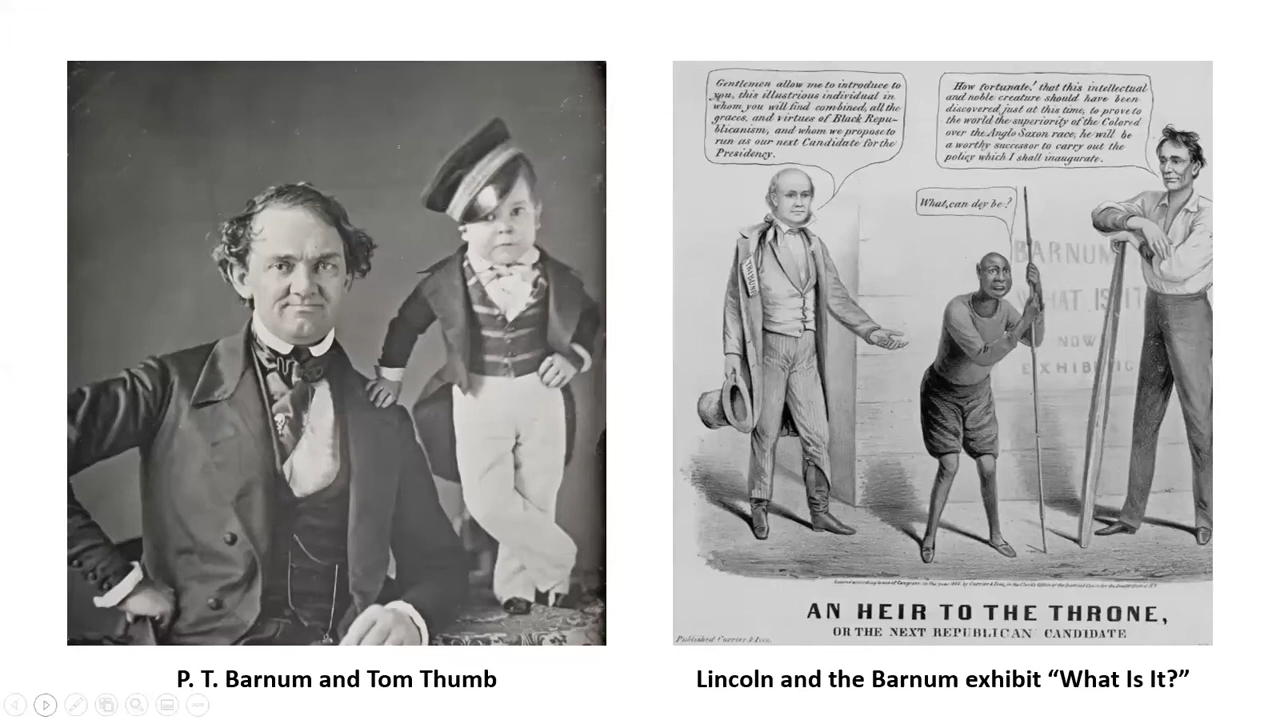 Gentlemen allow me to introduce to
you, this illustrious individual in
whom you will find combined, all the
graces, and virtues of Black Repu-
blicanism, and whom we propose to
run as our next Candidate for the
Presidency.
How fortunate! that this intellectual
and noble creature should have been
discovered just at this time, to prove to
the world the superiority of the Colored
over the Anglo Saxon race, he will be
a worthy successor to carry out the
policy which I shall inaugurate.
What, can dey be?
TRIBUNE
BARNUM
WHAT IS IT
NOW
EXHIBITIC
AN HEIR TO THE THRONE,
OR THE NEXT REPUBLICAN CANDIDATE
Published Currier & Ives.
P. T. Barnum and Tom Thumb
Lincoln and the Barnum exhibit “What Is It?”